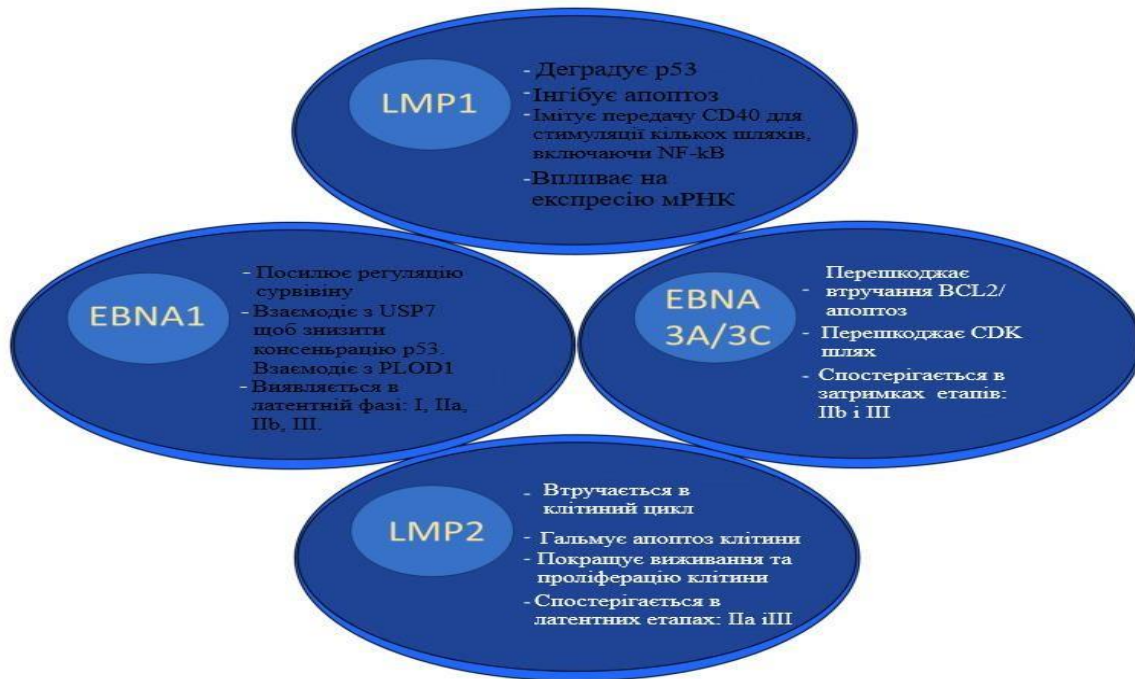 LMP1
- Деградує p53
- Інгібує апоптоз
- Імітує передачу CD40 для
стимуляції кількох шляхів,
включаючи NF-kB
- Впливає на
експресію мРНК
EBNA1
- Посилює регуляцію
сурвівіну
- Взаємодіє з USP7
щоб знизити
консеньрацію p53.
Взаємодіє з PLOD1
- Виявляється в
латентній фазі: I, IIa,
IIb, III.
EBNA
3A/3C
Перешкоджає
- втручання BCL2/
апоптоз
- Перешкоджає CDK
шлях
- Спостерігається в
затримках етапів:
IIb і III
LMP2
- Втручається в
клітиний цикл
- Гальмує апоптоз клітини
- Покращує виживання та
проліферацію клітини
- Спостерігається в
латентних етапах: IIa іIII